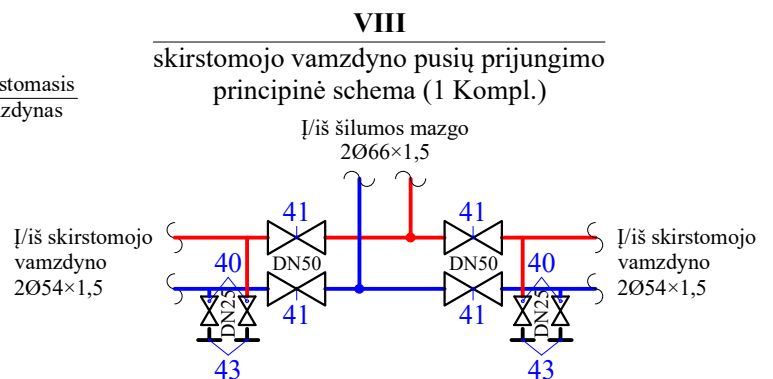 VIII
skirstomojo vamzdyno pusių prijungimo
principinė schema (1 Kompl.)
Į/iš šilumos mazgo
2Ø66×1,5
41
41
Į/iš skirstomojo
vamzdyno
2Ø54×1,5
40
DN50
DN50
40
Į/iš skirstomojo
vamzdyno
2Ø54×1,5
DN25
41
41
DN25
43
43